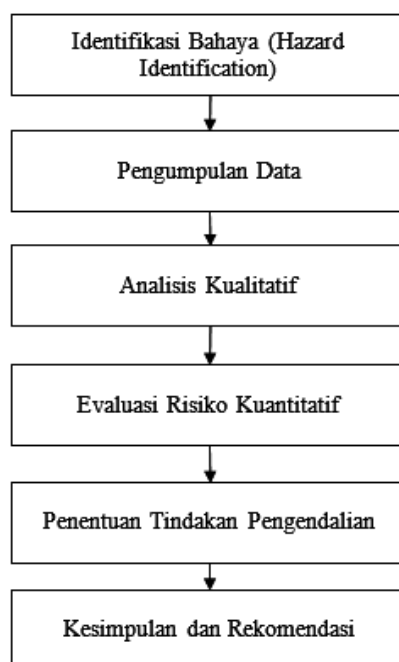 Identifikasi Bahaya (Hazard
Identification)
Pengumpulan Data
Analisis Kualitatif
Evaluasi Risiko Kuantitatif
Penentuan Tindakan Pengendalian
Kesimpulan dan Rekomendasi